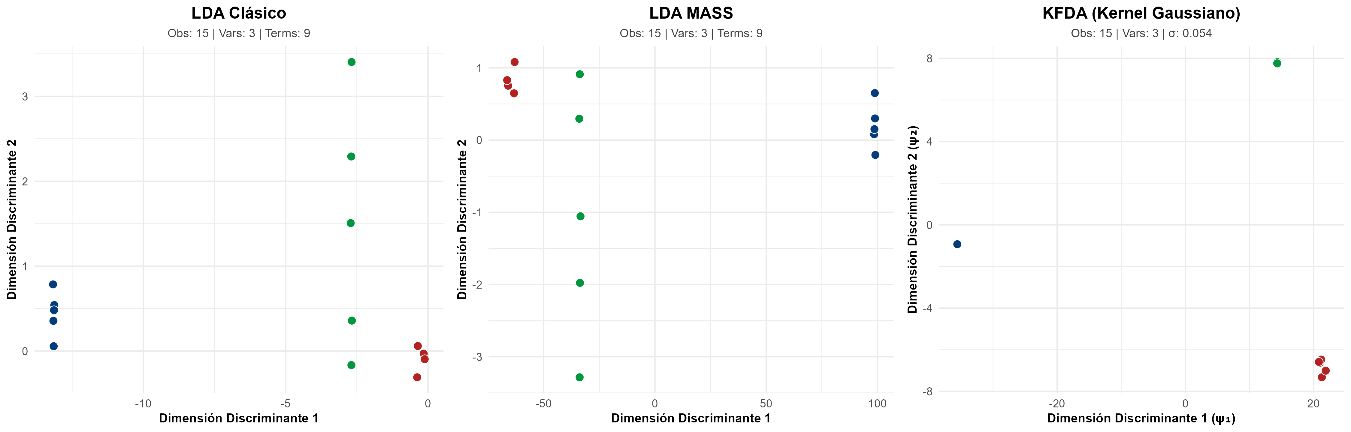 LDA Clásico
Obs: 15 | Vars: 3 | Terms: 9
Dimensión Discriminante 2
3
2
1
0
-10
-5
0
Dimensión Discriminante 1
LDA MASS
Obs: 15 | Vars: 3 | Terms: 9
Dimensión Discriminante 2
1
0
-1
-2
-3
-50
0
50
100
Dimensión Discriminante 1
KFDA (Kernel Gaussiano)
Obs: 15 | Vars: 3 | σ: 0.054
Dimensión Discriminante 2 (ψ₂)
8
4
0
-4
-8
-20
0
20
Dimensión Discriminante 1 (ψ₁)